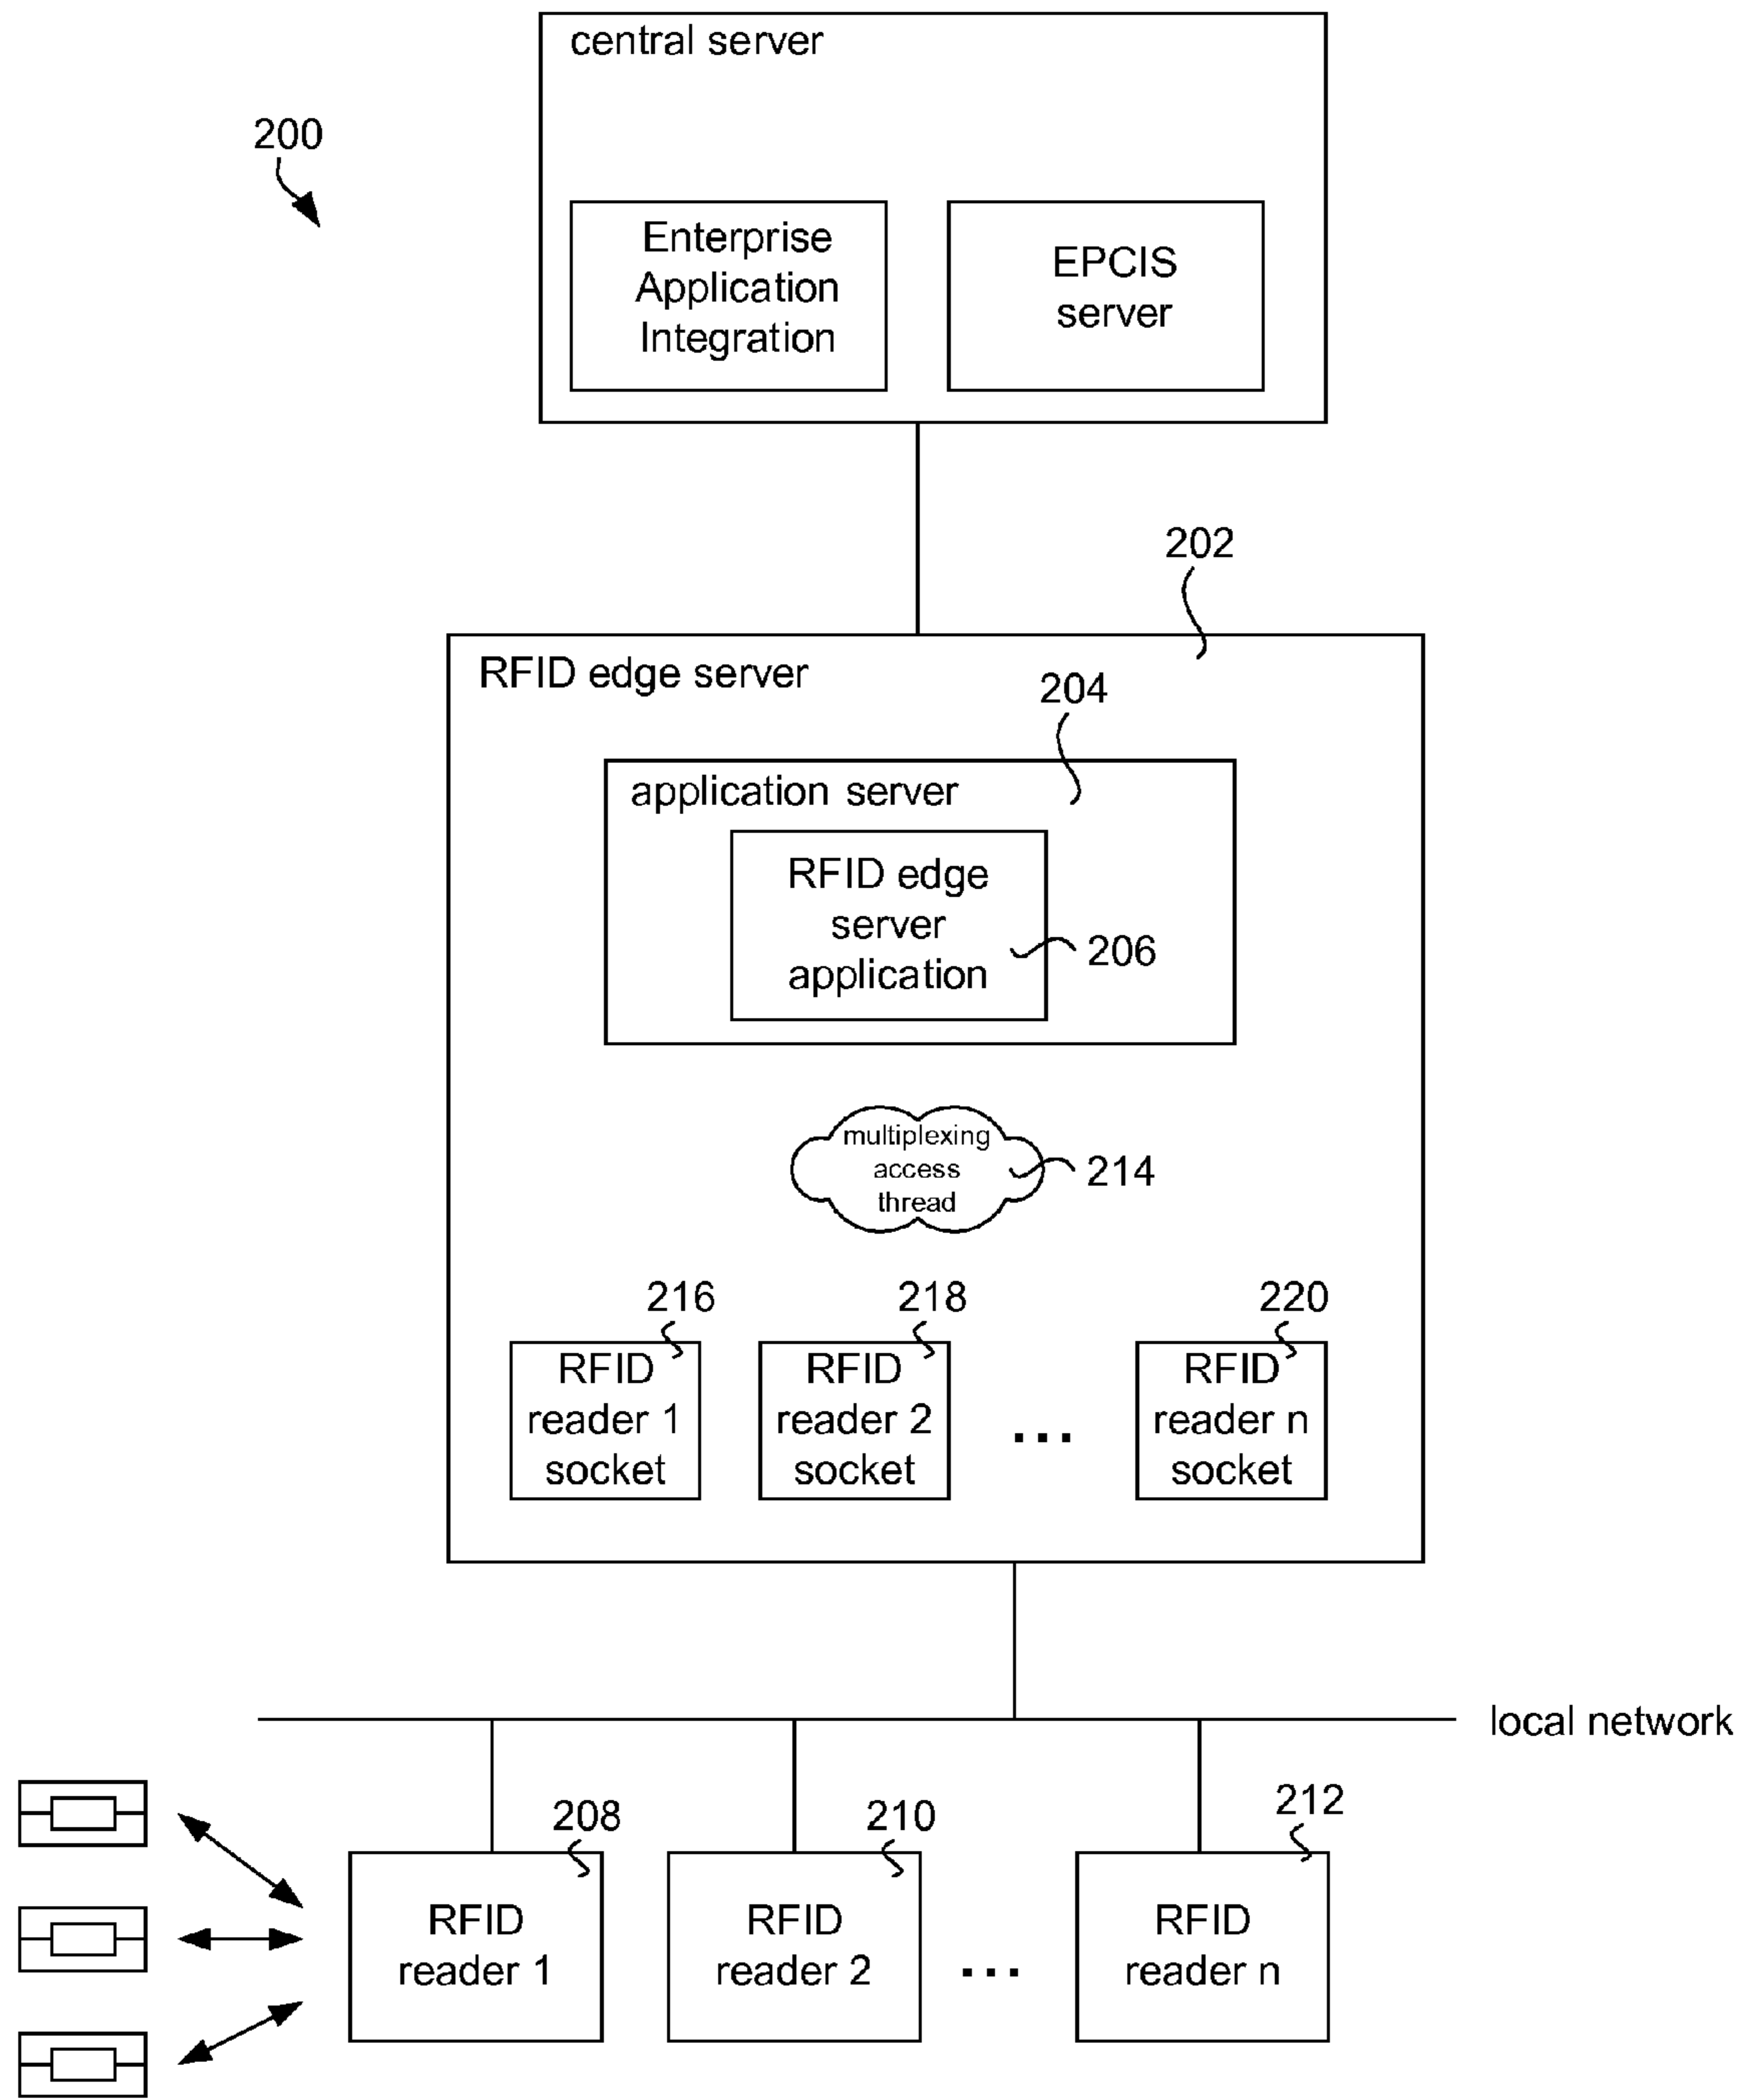 central server
200
Enterprise
Application
Integration
EPCIS
server
202
RFID edge server
204
application server
RFID edge
server
application
206
multiplexing
access
thread
214
216
218
220
RFID
reader 1
socket
RFID
reader 2
socket
...
RFID
reader n
socket
local network
208
210
212
RFID
reader 1
RFID
reader 2
...
RFID
reader n